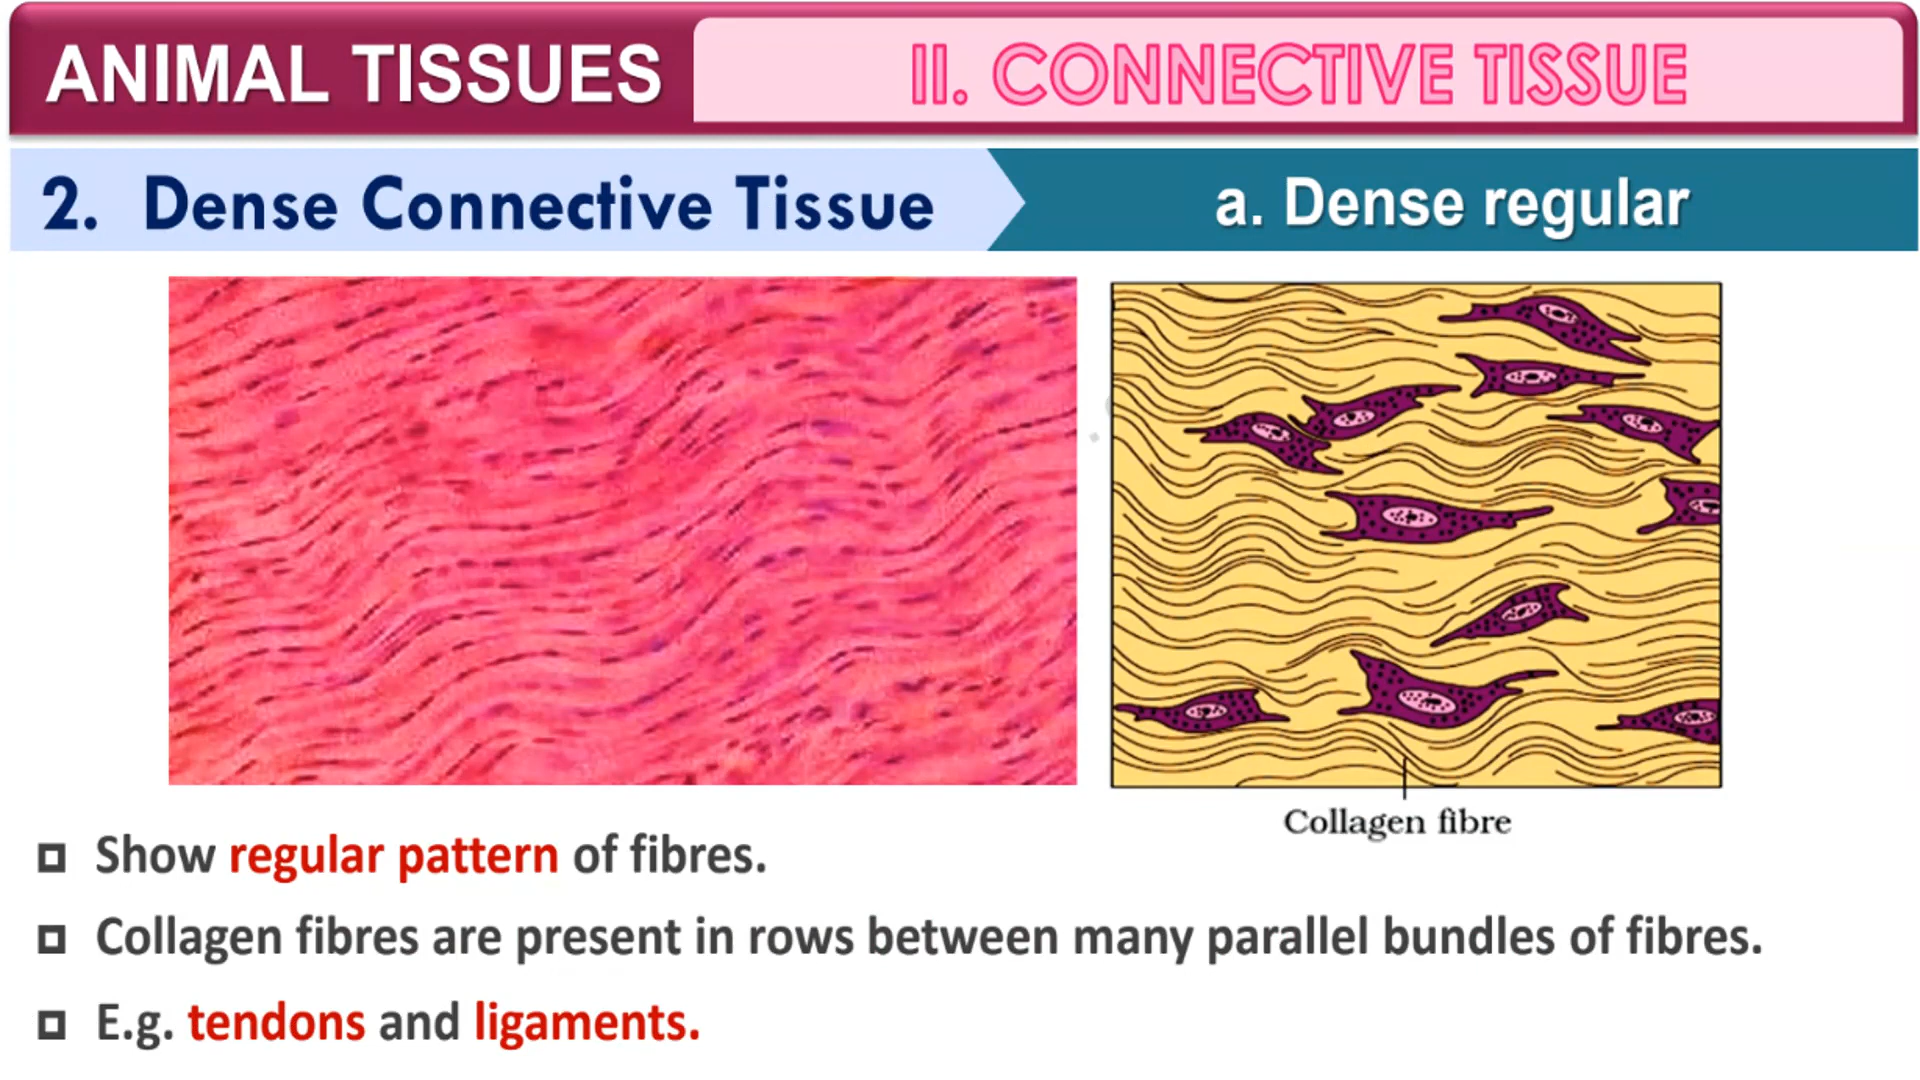 ANIMAL TISSUES
II. CONNECTIVE TISSUE
2. Dense Connective Tissue
a. Dense regular
Collagen fibre
Show regular pattern of fibres.
Collagen fibres are present in rows between many parallel bundles of fibres.
E.g. tendons and ligaments.